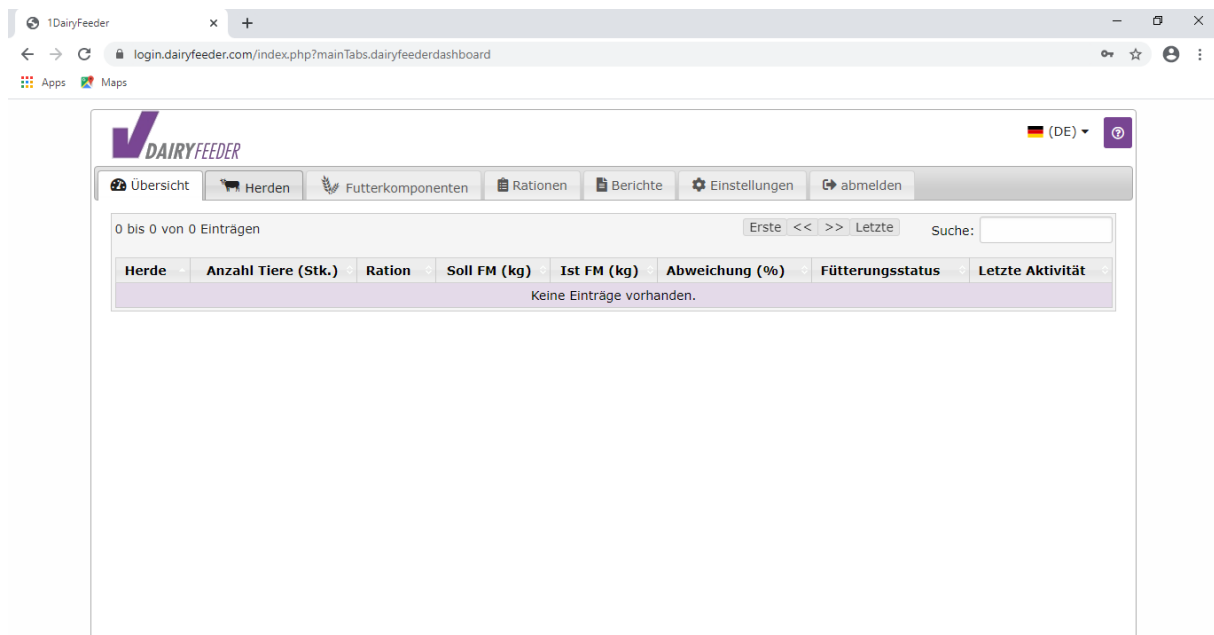 1DairyFeeder
login.dairyfeeder.com/index.php?mainTabs.dairyfeederdashboard
Apps Maps
DAIRYFEEDER
(DE)
Übersicht Herden Futterkomponenten Rationen Berichte Einstellungen abmelden
0 bis 0 von 0 Einträgen Erste << >> Letzte Suche:
Herde Anzahl Tiere (Stk.) Ration Soll FM (kg) Ist FM (kg) Abweichung (%) Fütterungsstatus Letzte Aktivität
Keine Einträge vorhanden.